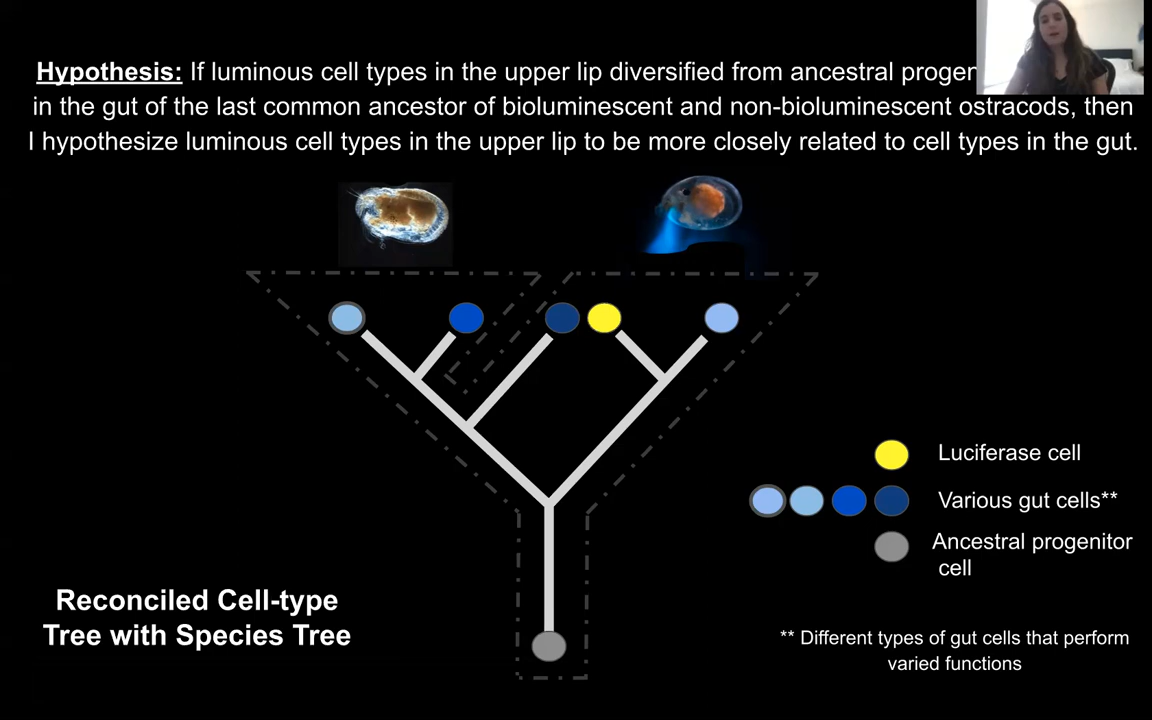 Hypothesis: If luminous cell types in the upper lip diversified from ancestral
in the gut of the last common ancestor of bioluminescent and non-bioluminescent ostracods, then
I hypothesize luminous cell types in the upper lip to be more closely related to cell types in the gut.
Luciferase cell
Various gut cells**
Ancestral progenitor
cell
Reconciled Cell-type
Tree with Species Tree
** Different types of gut cells that perform
varied functions